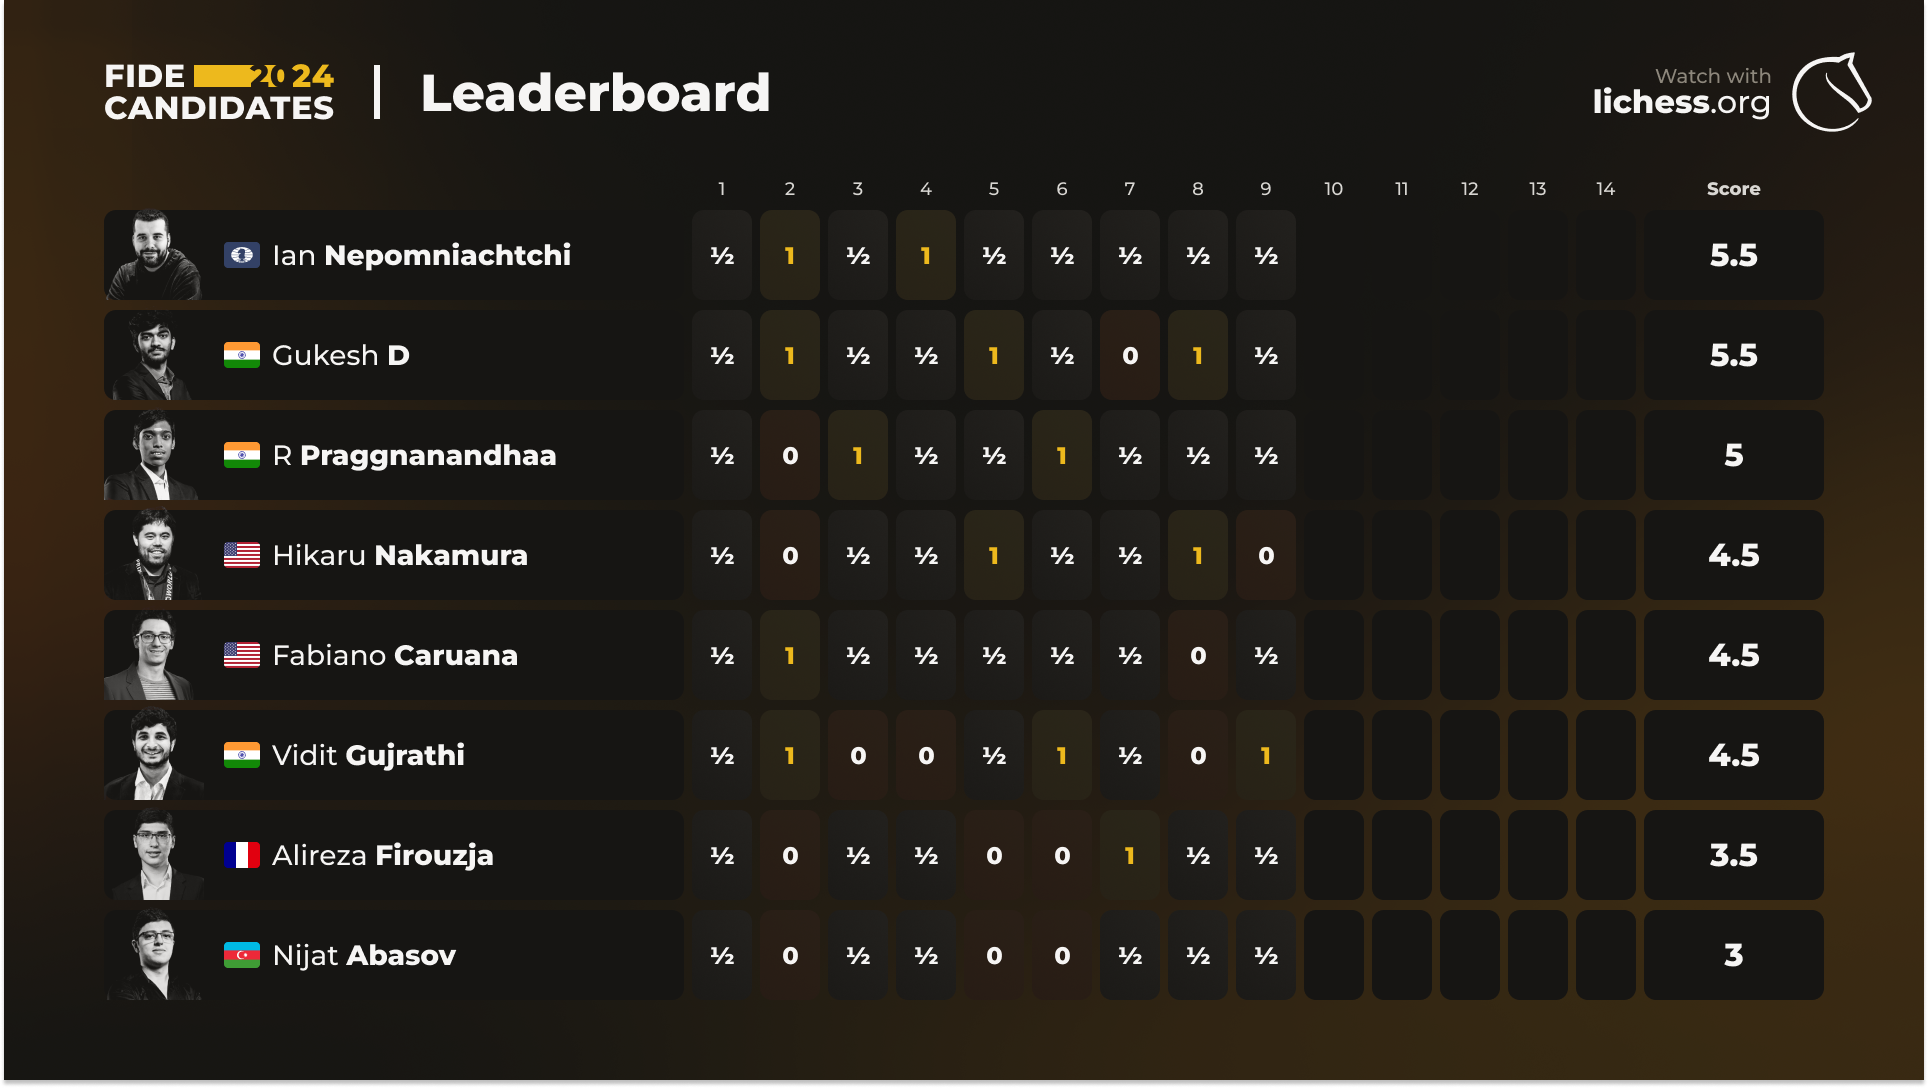 FIDE 2024
CANDIDATES
Leaderboard
Watch with
lichess.org
1 2 3 4 5 6 7 8 9 10 11 12 13 14 Score
Ian Nepomniachtchi ½ 1 ½ 1 ½ ½ ½ ½ ½ 5.5
Gukesh D ½ 1 ½ ½ 1 ½ 0 1 ½ 5.5
R Praggnanandhaa ½ 0 1 ½ ½ 1 ½ ½ ½ 5
Hikaru Nakamura ½ 0 ½ ½ 1 ½ ½ 1 0 4.5
Fabiano Caruana ½ 1 ½ ½ ½ ½ ½ 0 ½ 4.5
Vidit Gujrathi ½ 1 0 0 ½ 1 ½ 0 1 4.5
Alireza Firouzja ½ 0 ½ ½ 0 0 1 ½ ½ 3.5
Nijat Abasov ½ 0 ½ ½ 0 0 ½ ½ ½ 3